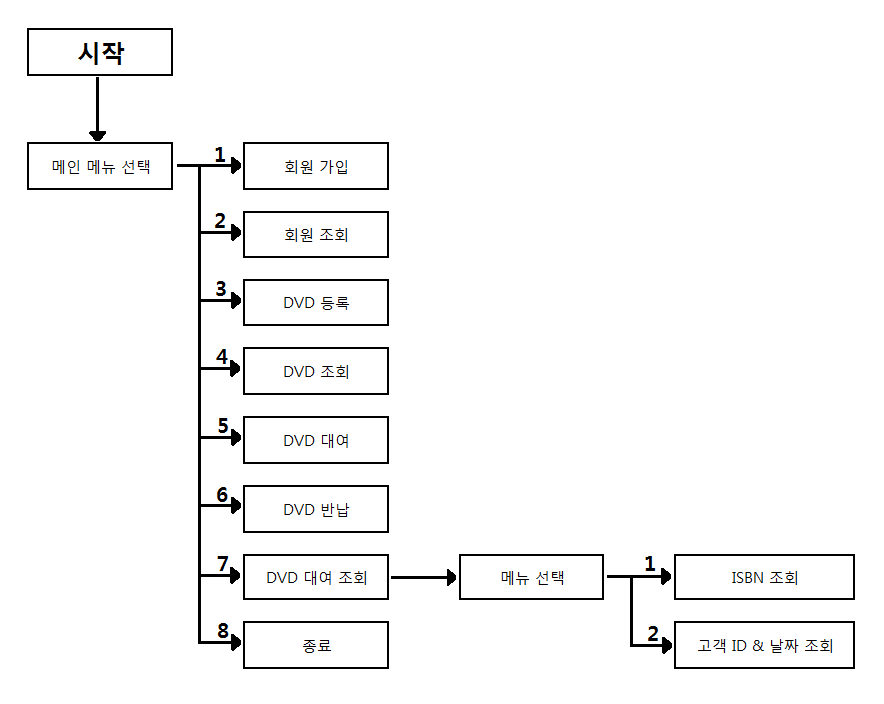 시작
메인 메뉴 선택
1
회원 가입
2
회원 조회
3
DVD 등록
4
DVD 조회
5
DVD 대여
6
DVD 반납
7
DVD 대여 조회
메뉴 선택
1
ISBN 조회
8
종료
2
고객 ID & 날짜 조회